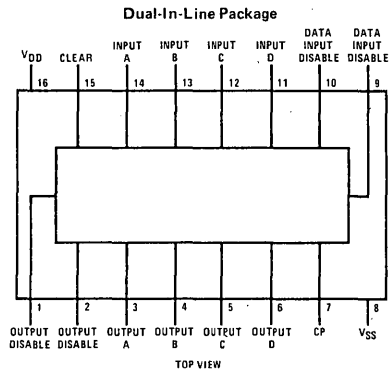 Dual-In-Line Package
VDD CLEAR INPUT A INPUT B INPUT C INPUT D DATA INPUT DISABLE DATA INPUT DISABLE
16 15 14 13 12 11 10 9
1 2 3 4 5 6 7 8
OUTPUT DISABLE OUTPUT DISABLE OUTPUT A OUTPUT B OUTPUT C OUTPUT D CP VSS
TOP VIEW